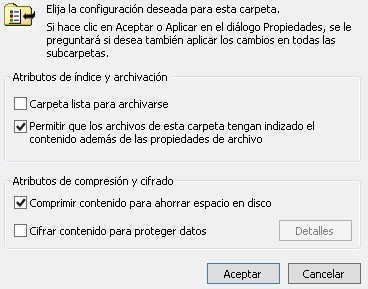 Elija la configuración deseada para esta carpeta.
Si hace clic en Aceptar o Aplicar en el diálogo Propiedades, se le
preguntará si desea también aplicar los cambios en todas las
subcarpetas.
Atributos de índice y archivación
Carpeta lista para archivarse
Permitir que los archivos de esta carpeta tengan indizado el
contenido además de las propiedades de archivo
Atributos de compresión y cifrado
Comprimir contenido para ahorrar espacio en disco
Cifrar contenido para proteger datos
Detalles
Aceptar
Cancelar